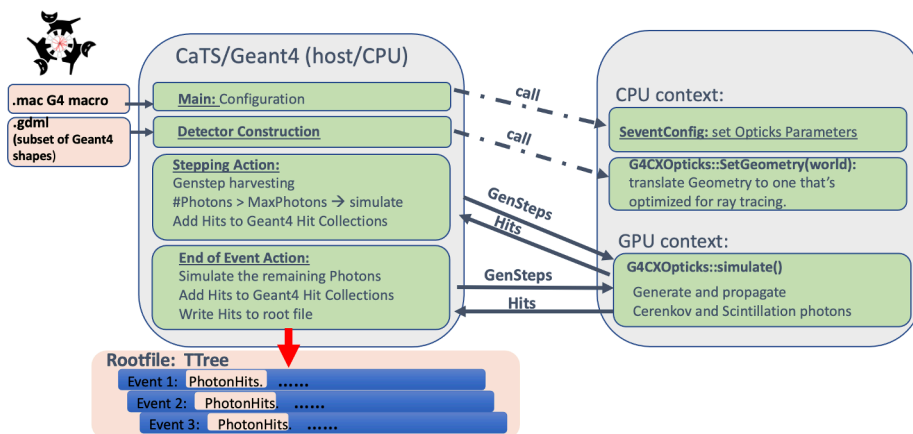 CaTS/Geant4 (host/CPU)
.mac G4 macro
Main: Configuration
.gdml
(subset of Geant4
shapes)
Detector Construction
Stepping Action:
Genstep harvesting
#Photons > MaxPhotons → simulate
Add Hits to Geant4 Hit Collections
End of Event Action:
Simulate the remaining Photons
Add Hits to Geant4 Hit Collections
Write Hits to root file
call
call
GenSteps
Hits
GenSteps
Hits
CPU context:
SeventConfig: set Opticks Parameters
G4CXOpticks::SetGeometry(world):
translate Geometry to one that's
optimized for ray tracing.
GPU context:
G4CXOpticks::simulate()
Generate and propagate
Cerenkov and Scintillation photons
Rootfile: TTree
Event 1: PhotonHits. ......
Event 2: PhotonHits. ......
Event 3: PhotonHits. ......